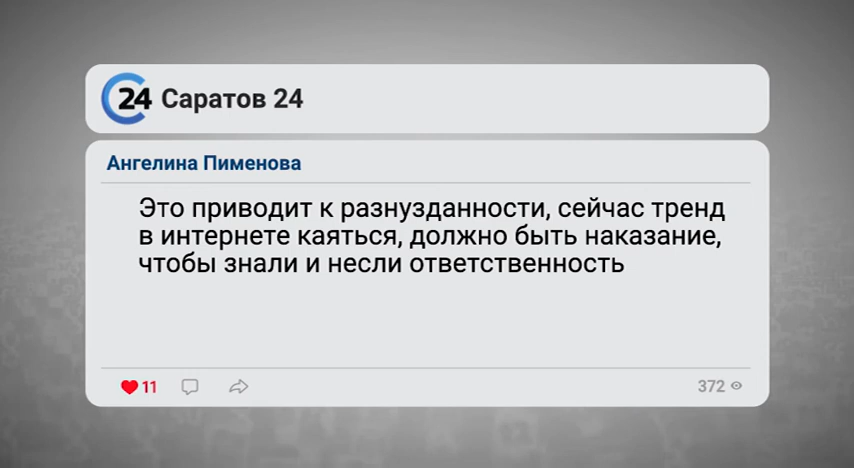 24 Саратов 24
Ангелина Пименова
Это приводит к разнузданности, сейчас тренд
в интернете каяться, должно быть наказание,
чтобы знали и несли ответственность
11
372